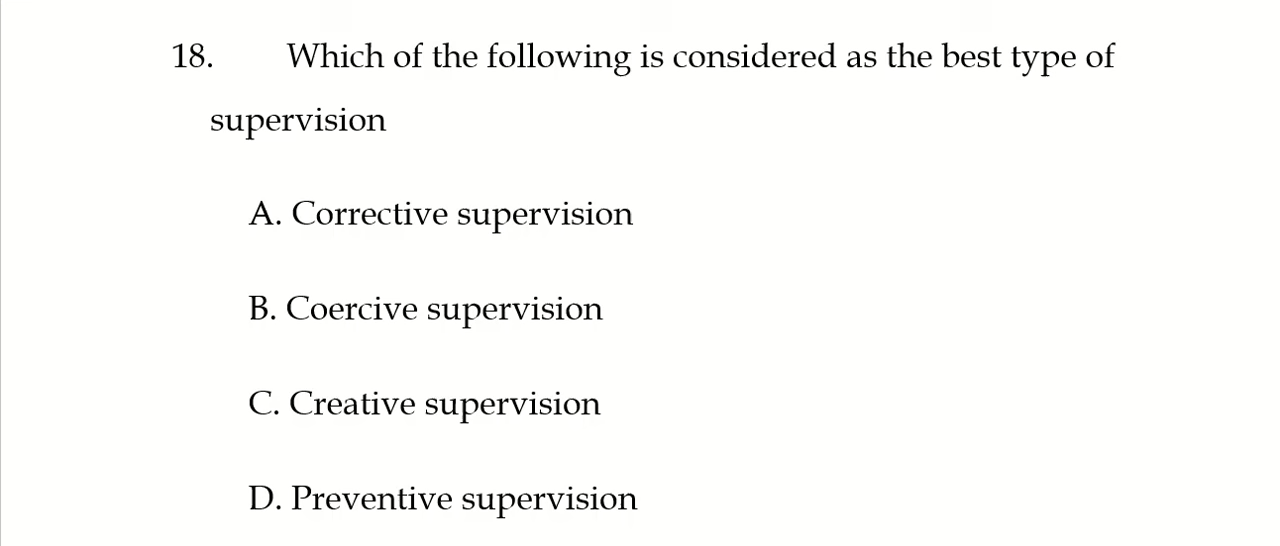 18. Which of the following is considered as the best type of
supervision
A. Corrective supervision
B. Coercive supervision
C. Creative supervision
D. Preventive supervision